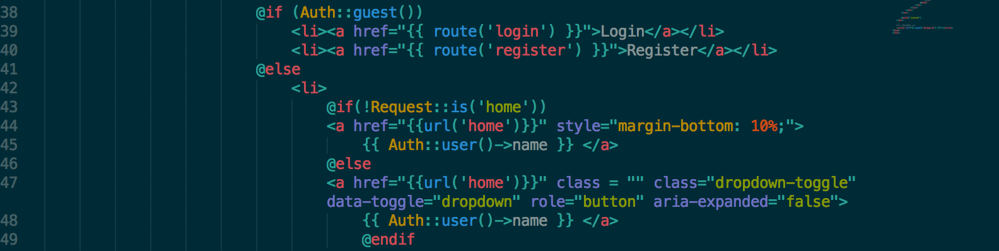 38 @if (Auth::guest())
39 <li><a href="{{ route('login') }}">Login</a></li>
40 <li><a href="{{ route('register') }}">Register</a></li>
41 @else
42 <li>
43 @if(!Request::is('home'))
44 <a href="{{url('home')}}" style="margin-bottom: 10%;">
45 {{ Auth::user()->name }} </a>
46 @else
47 <a href="{{url('home')}}" class = "" class="dropdown-toggle"
data-toggle="dropdown" role="button" aria-expanded="false">
48 {{ Auth::user()->name }} </a>
49 @endif